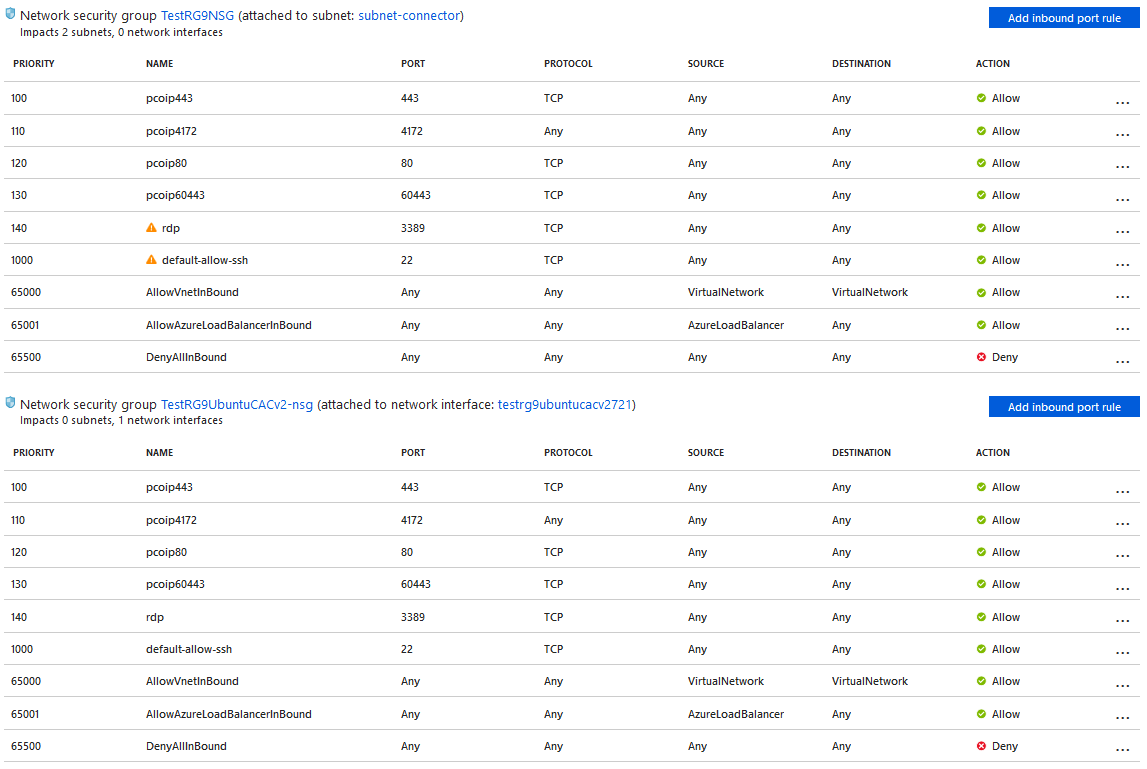 Network security group TestRG9NSG (attached to subnet: subnet-connector)
Add inbound port rule
Impacts 2 subnets, 0 network interfaces
PRIORITY NAME PORT PROTOCOL SOURCE DESTINATION ACTION
100 pcoip443 443 TCP Any Any Allow ...
110 pcoip4172 4172 Any Any Any Allow ...
120 pcoip80 80 TCP Any Any Allow ...
130 pcoip60443 60443 TCP Any Any Allow ...
140 rdp 3389 TCP Any Any Allow ...
1000 default-allow-ssh 22 TCP Any Any Allow ...
65000 AllowVnetInBound Any Any VirtualNetwork VirtualNetwork Allow ...
65001 AllowAzureLoadBalancerInBound Any Any AzureLoadBalancer Any Allow ...
65500 DenyAllInBound Any Any Any Any Deny ...
Network security group TestRG9UbuntuCACv2-nsg (attached to network interface: testrg9ubuntucacv2721)
Add inbound port rule
Impacts 0 subnets, 1 network interfaces
PRIORITY NAME PORT PROTOCOL SOURCE DESTINATION ACTION
100 pcoip443 443 TCP Any Any Allow ...
110 pcoip4172 4172 Any Any Any Allow ...
120 pcoip80 80 TCP Any Any Allow ...
130 pcoip60443 60443 TCP Any Any Allow ...
140 rdp 3389 TCP Any Any Allow ...
1000 default-allow-ssh 22 TCP Any Any Allow ...
65000 AllowVnetInBound Any Any VirtualNetwork VirtualNetwork Allow ...
65001 AllowAzureLoadBalancerInBound Any Any AzureLoadBalancer Any Allow ...
65500 DenyAllInBound Any Any Any Any Deny ...